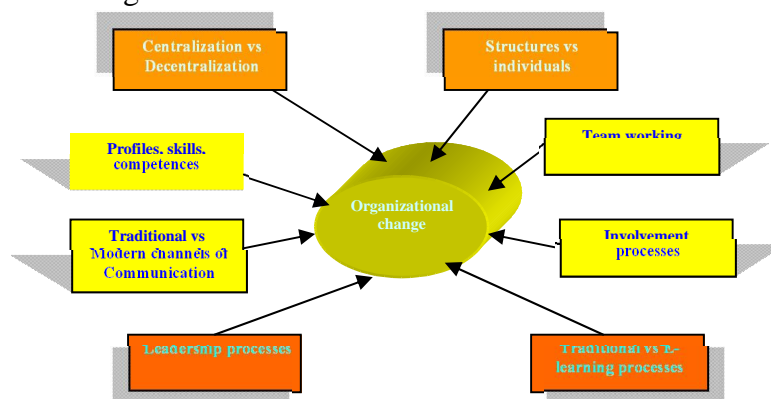 Centralization vs
Decentralization
Structures vs
individuals
Profiles, skills,
competences
Team working
Organizational
change
Traditional vs
Modern channels of
Communication
Involvement
processes
Leadership processes
Traditional vs E-
learning processes